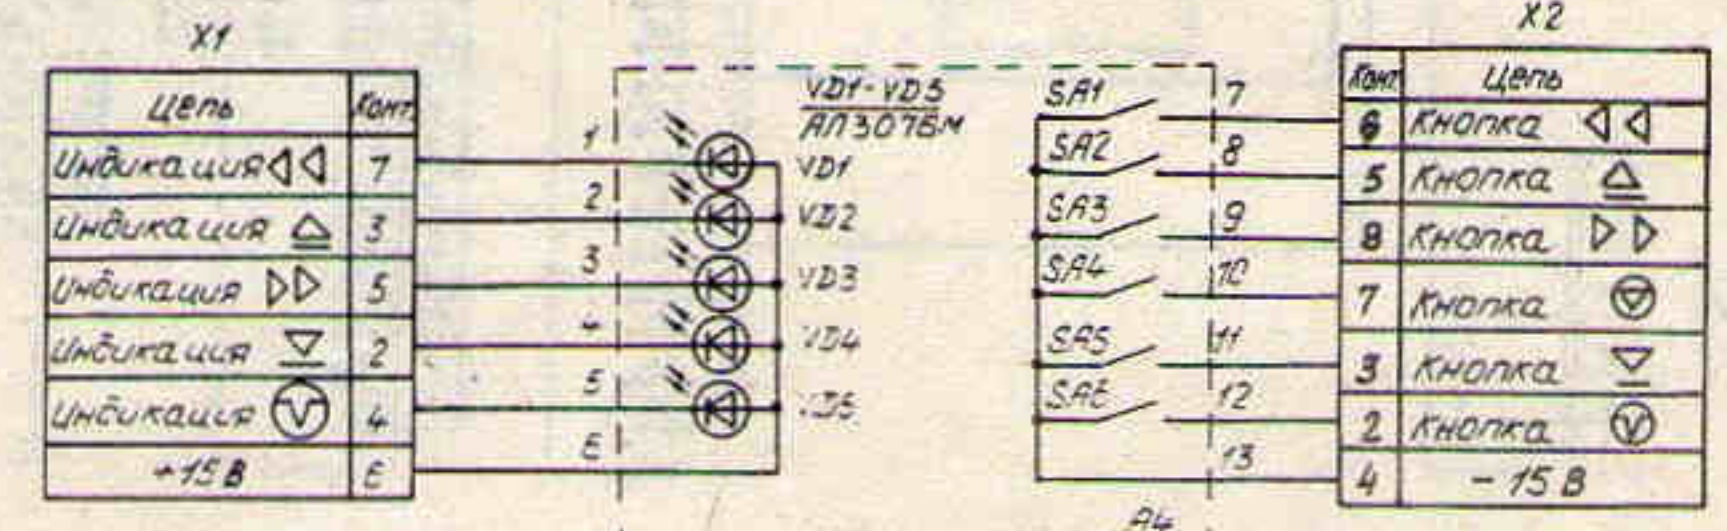 X1
Цепь Конт.
Индикация ◁◁ 7
Индикация 3
Индикация ▷▷ 5
Индикация 2
Индикация 4
+15 В 6
1
2
3
4
5
6
VD1-VD5
АЛ307БМ
VD1
VD2
VD3
VD4
VD5
SA1 7
SA2 8
SA3 9
SA4 10
SA5 11
SA6 12
13
A4
X2
Конт. Цепь
6 Кнопка ◁◁
5 Кнопка
8 Кнопка ▷▷
7 Кнопка
3 Кнопка
2 Кнопка
4 - 15 В